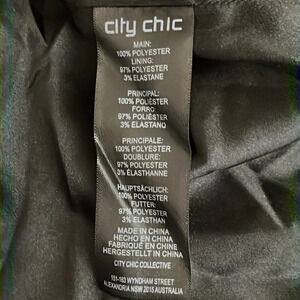 city chic
MAIN:
100% POLYESTER
LINING:
97% POLYESTER
3% ELASTANE
PRINCIPAL:
100% POLIÉSTER
FORRO:
97% POLIÉSTER
3% ELASTANO
PRINCIPALE:
100% POLYESTER
DOUBLURE:
97% POLYESTER
3% ÉLASTHANNE
HAUPTSÄCHLICH:
100% POLYESTER
FUTTER:
97% POLYESTER
3% ELASTHAN
MADE IN CHINA
HECHO EN CHINA
FABRIQUÉ EN CHINE
HERGESTELLT IN CHINA
CITY CHIC COLLECTIVE
151-163 WYNDHAM STREET
ALEXANDRIA NSW 2015 AUSTRALIA